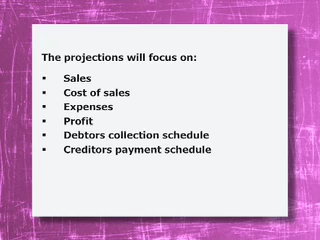 The projections will focus on:
▪ Sales
▪ Cost of sales
▪ Expenses
▪ Profit
▪ Debtors collection schedule
▪ Creditors payment schedule